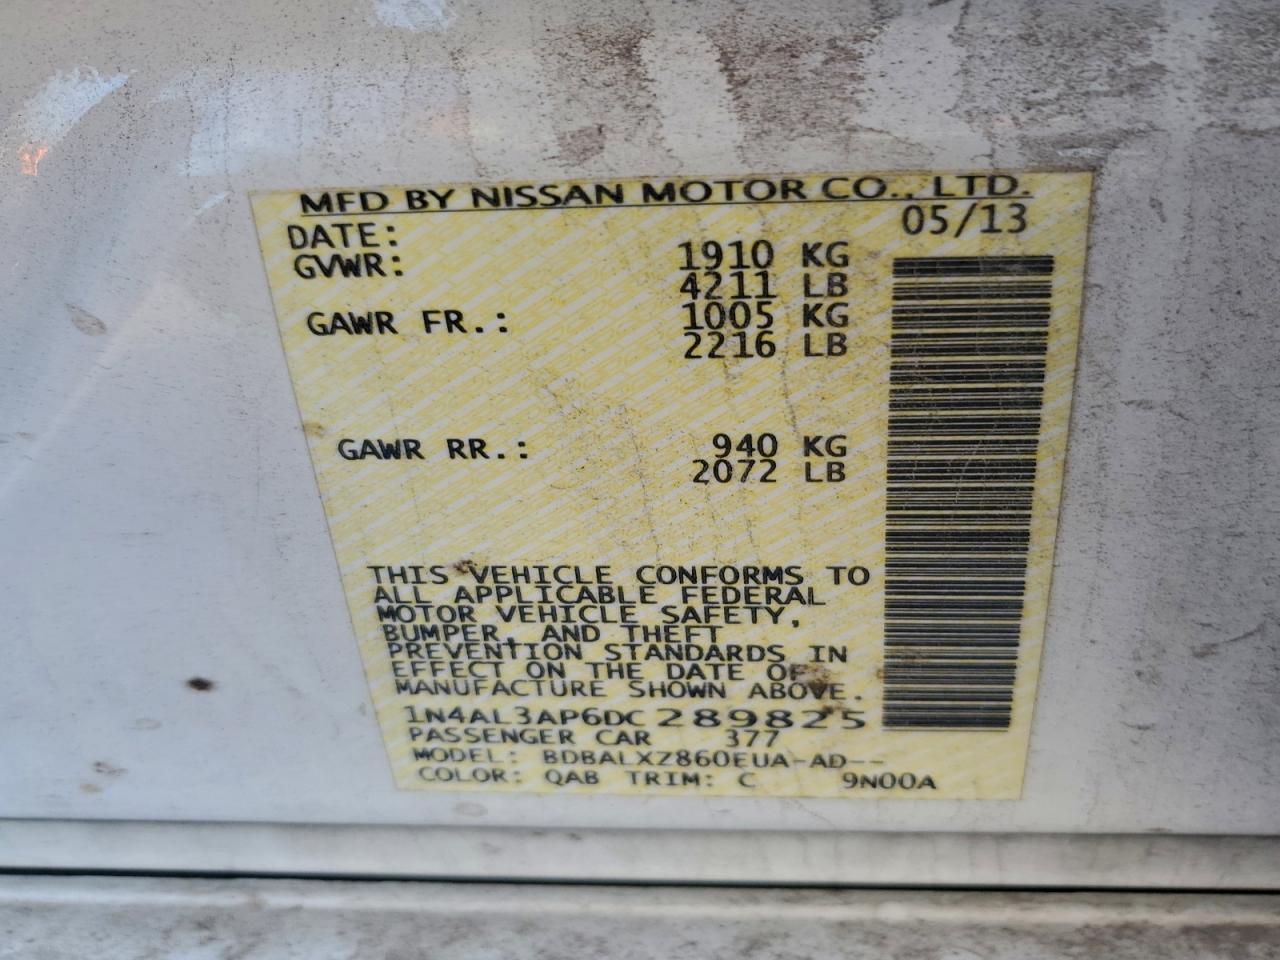 MFD BY NISSAN MOTOR CO., LTD.
DATE: 05/13
GVWR: 1910 KG
4211 LB
GAWR FR.: 1005 KG
2216 LB
GAWR RR.: 940 KG
2072 LB
THIS VEHICLE CONFORMS TO
ALL APPLICABLE FEDERAL
MOTOR VEHICLE SAFETY,
BUMPER, AND THEFT
PREVENTION STANDARDS IN
EFFECT ON THE DATE OF
MANUFACTURE SHOWN ABOVE.
1N4AL3AP6DC289825
PASSENGER CAR 377
MODEL: BDBALXZ860EUA-AD--
COLOR: QAB TRIM: C 9N00A